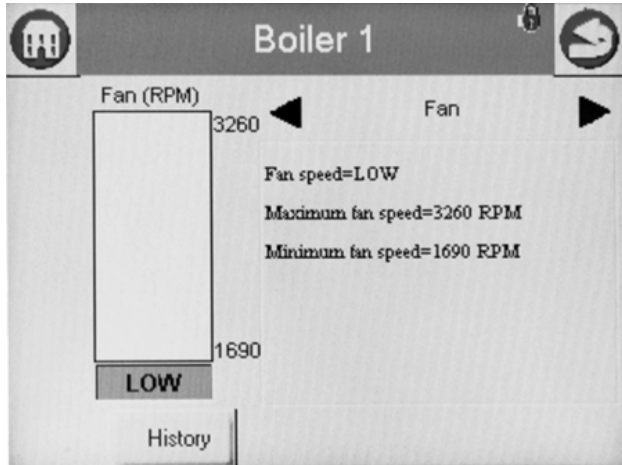 Boiler 1
Fan (RPM)
3260
Fan
Fan speed=LOW
Maximum fan speed=3260 RPM
Minimum fan speed=1690 RPM
1690
LOW
History